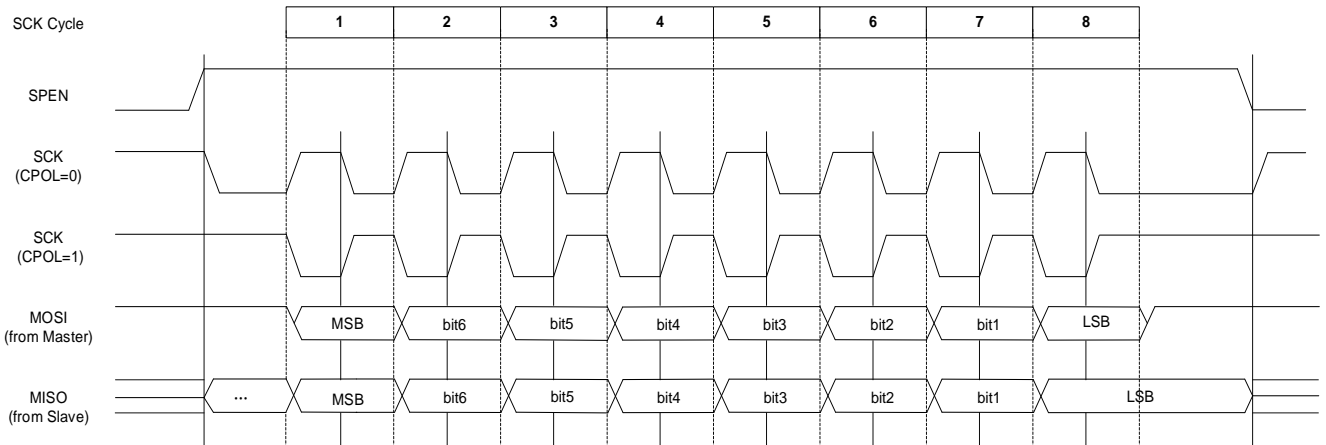 SCK Cycle 1 2 3 4 5 6 7 8
SPEN
SCK
(CPOL=0)
SCK
(CPOL=1)
MOSI
(from Master)
MSB bit6 bit5 bit4 bit3 bit2 bit1 LSB
MISO
(from Slave)
... MSB bit6 bit5 bit4 bit3 bit2 bit1 LSB